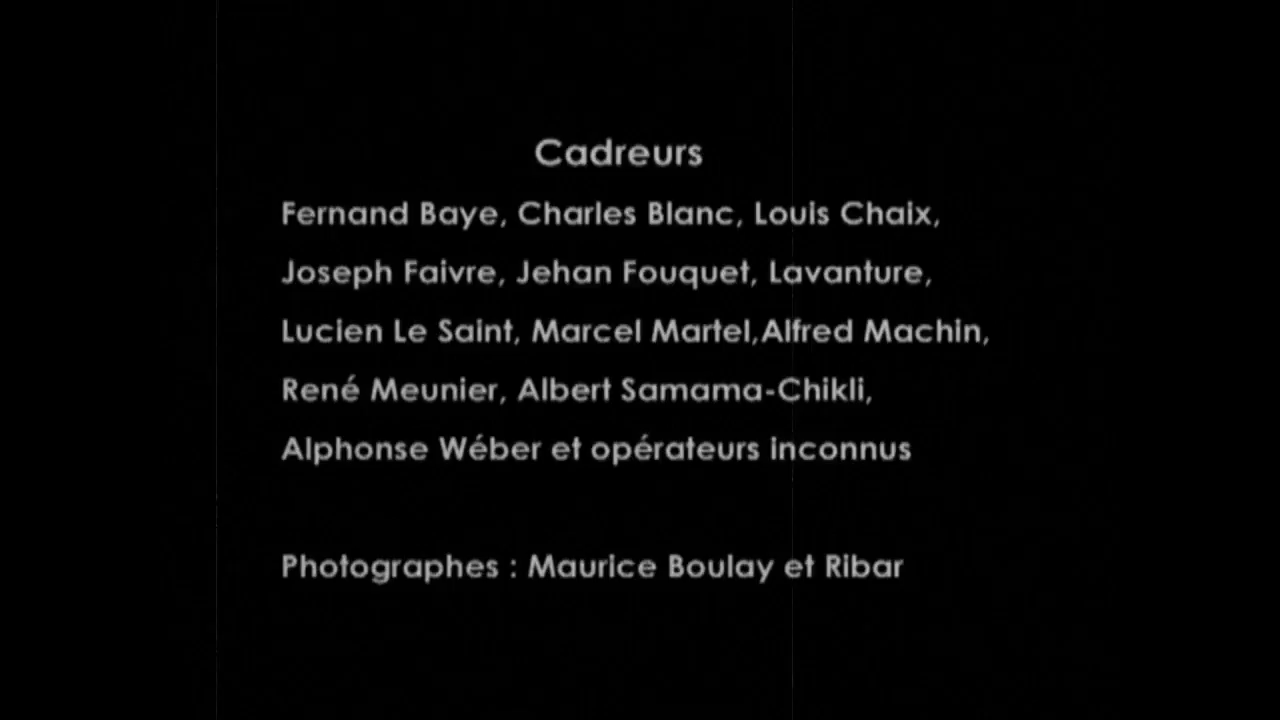 Cadreurs
Fernand Baye, Charles Blanc, Louis Chaix,
Joseph Faivre, Jehan Fouquet, Lavanture,
Lucien Le Saint, Marcel Martel,Alfred Machin,
René Meunier, Albert Samama-Chikli,
Alphonse Wéber et opérateurs inconnus
Photographes : Maurice Boulay et Ribar